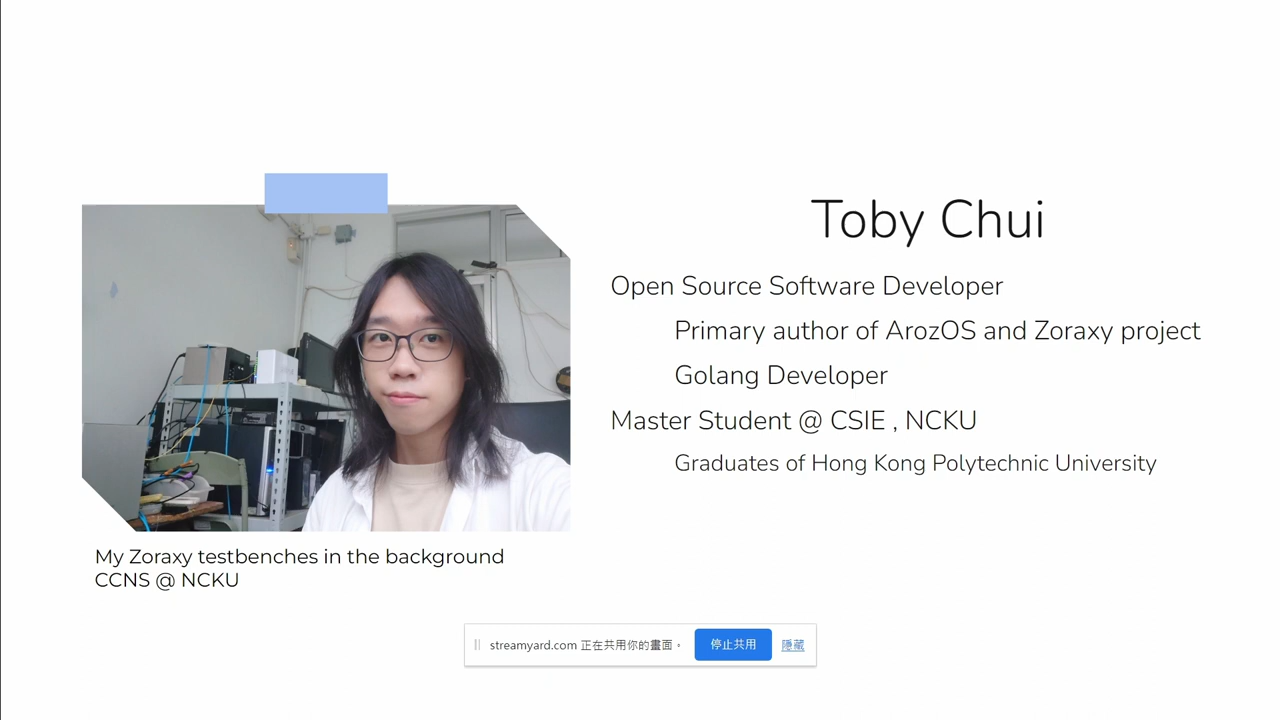 Toby Chui
Open Source Software Developer
Primary author of ArozOS and Zoraxy project
Golang Developer
Master Student @ CSIE , NCKU
Graduates of Hong Kong Polytechnic University
My Zoraxy testbenches in the background
CCNS @ NCKU
streamyard.com 正在共用你的畫面。 停止共用 隱藏